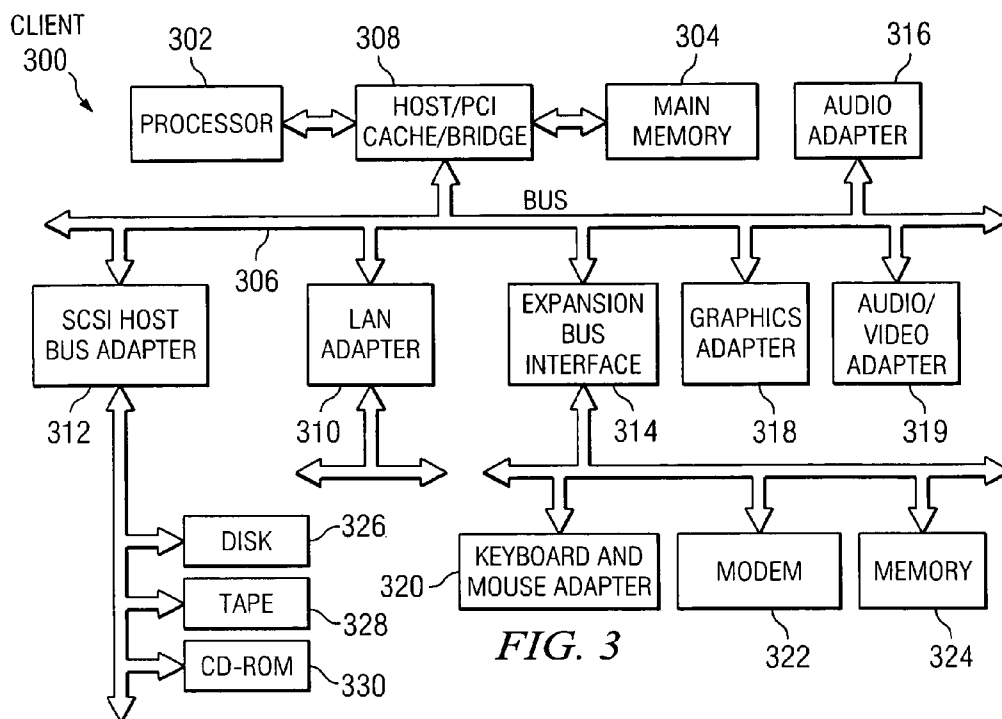 CLIENT
300
302
308
304
316
PROCESSOR
HOST/PCI
CACHE/BRIDGE
MAIN
MEMORY
AUDIO
ADAPTER
BUS
306
SCSI HOST
BUS ADAPTER
LAN
ADAPTER
EXPANSION
BUS
INTERFACE
GRAPHICS
ADAPTER
AUDIO/
VIDEO
ADAPTER
312
310
314
318
319
DISK
326
TAPE
328
CD-ROM
330
320
KEYBOARD AND
MOUSE ADAPTER
MODEM
MEMORY
322
324
FIG. 3